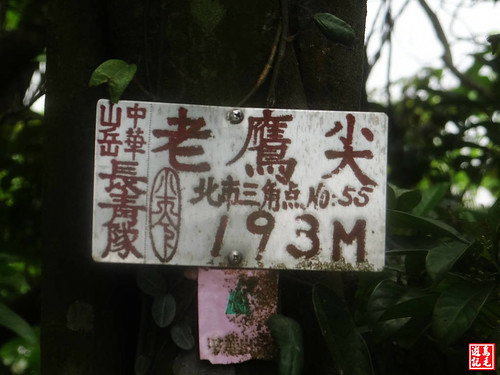 中華
山岳
長青隊
老鷹尖
北市三角点 No:55
193M